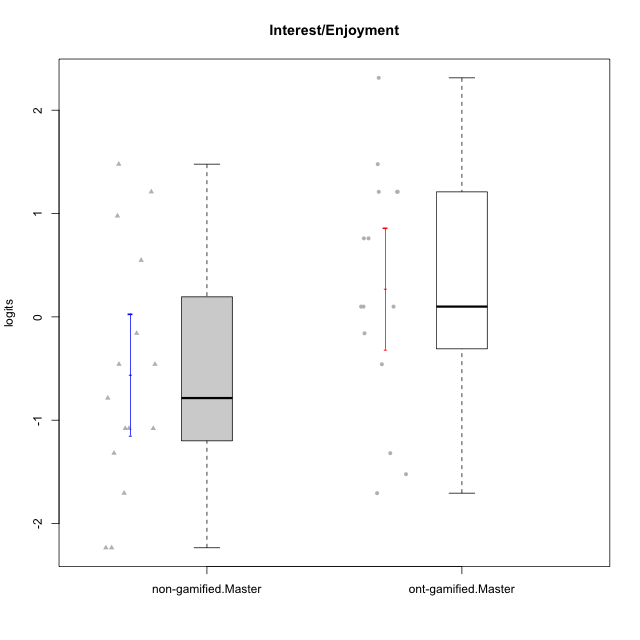 Interest/Enjoyment
logits
2
1
0
-1
-2
non-gamified.Master
ont-gamified.Master